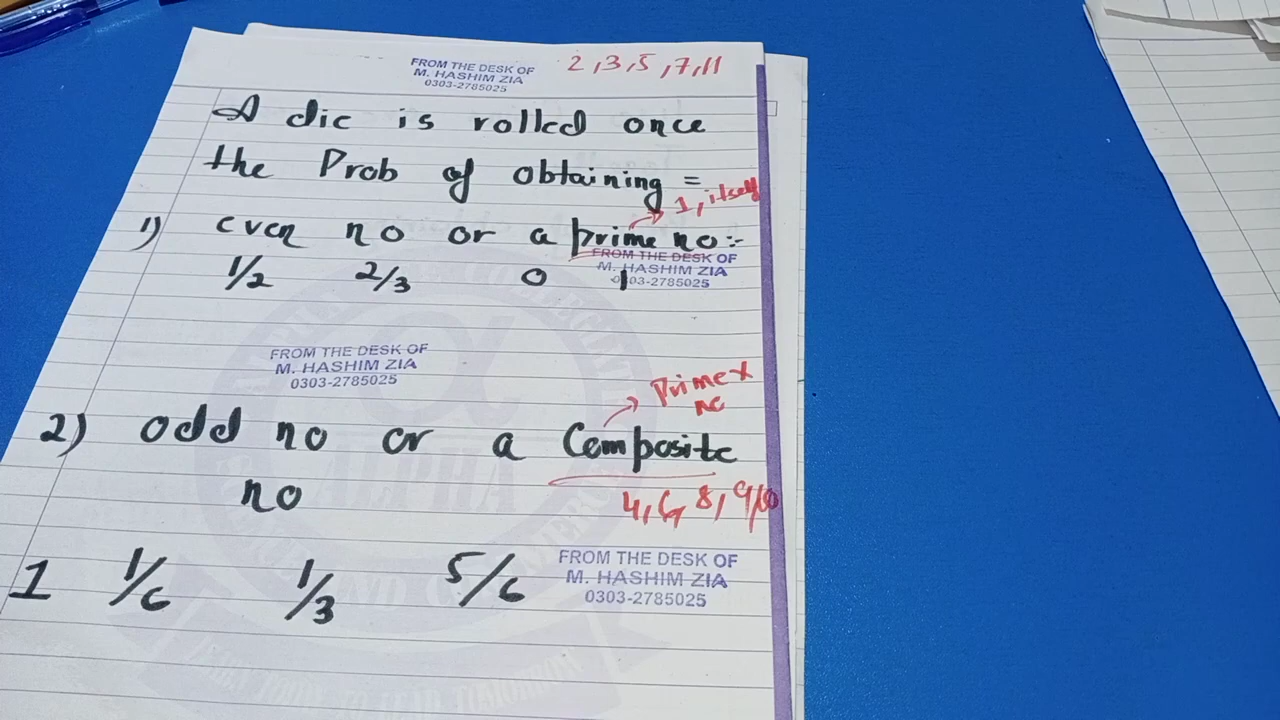 FROM THE DESK OF
M. HASHIM ZIA
0303-2785025
2,3,5,7,11
A die is rolled once
the Prob of obtaining =
1, itself
1) even no or a prime no:-
FROM THE DESK OF
M. HASHIM ZIA
0303-2785025
1/2 2/3 0 1
FROM THE DESK OF
M. HASHIM ZIA
0303-2785025
Prime x
no
2) odd no or a Composite
no
4,6,8,9,10
1 1/6 1/3 5/6
FROM THE DESK OF
M. HASHIM ZIA
0303-2785025
ALPHA